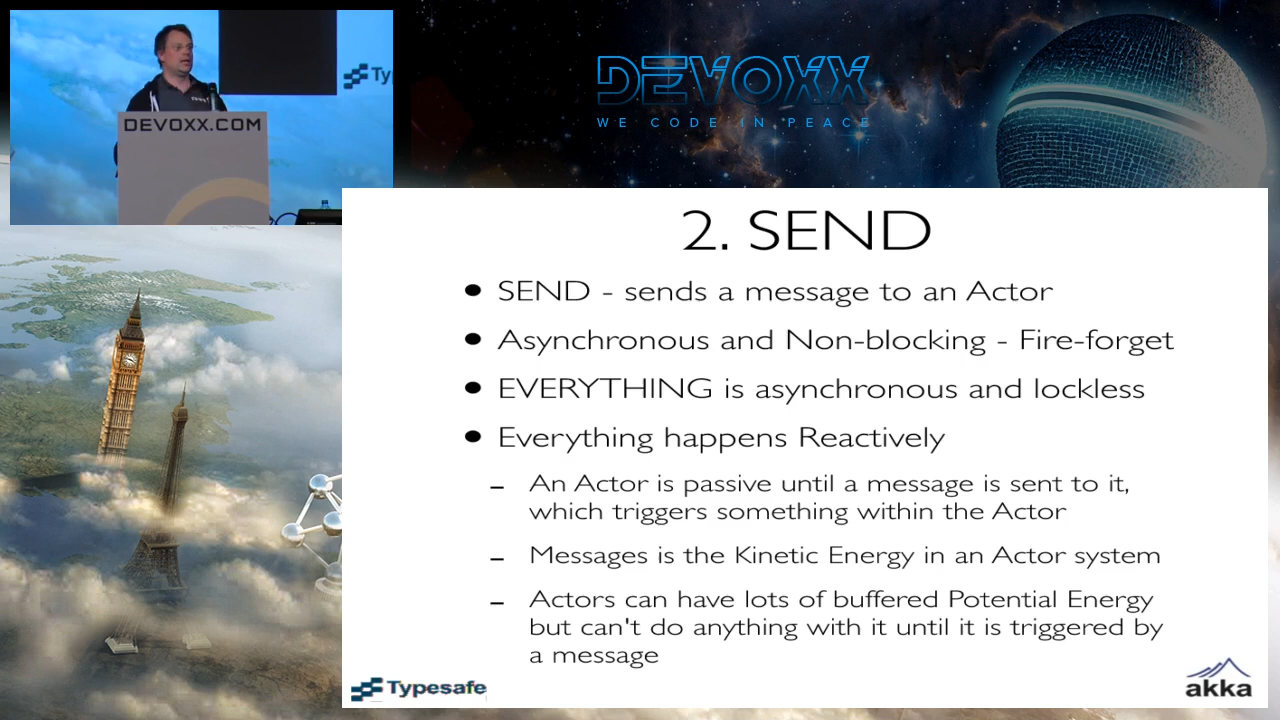 Ty
DEVOXX.COM
DEVOXX
WE CODE IN PEACE
2. SEND
• SEND - sends a message to an Actor
• Asynchronous and Non-blocking - Fire-forget
• EVERYTHING is asynchronous and lockless
• Everything happens Reactively
– An Actor is passive until a message is sent to it,
which triggers something within the Actor
– Messages is the Kinetic Energy in an Actor system
– Actors can have lots of buffered Potential Energy
but can't do anything with it until it is triggered by
a message
Typesafe
akka